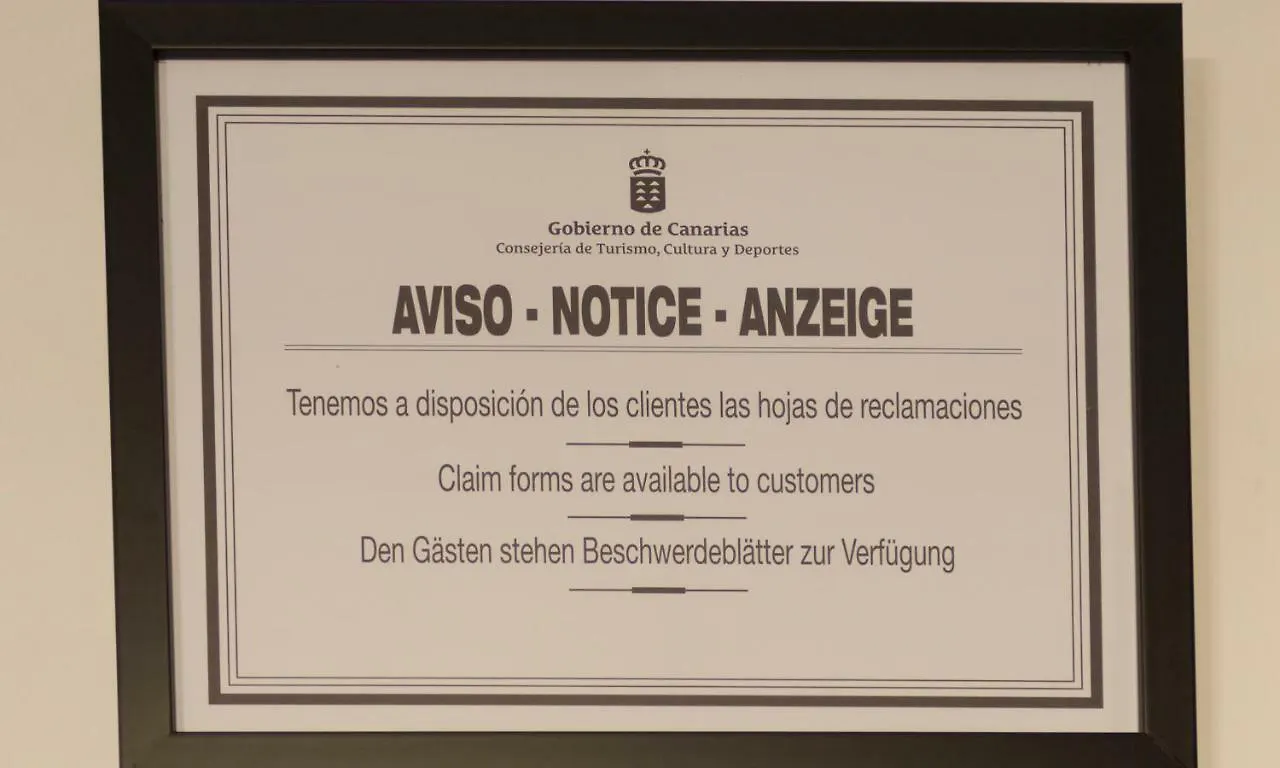 Gobierno de Canarias
Consejería de Turismo, Cultura y Deportes
AVISO - NOTICE - ANZEIGE
Tenemos a disposición de los clientes las hojas de reclamaciones
Claim forms are available to customers
Den Gästen stehen Beschwerdeblätter zur Verfügung